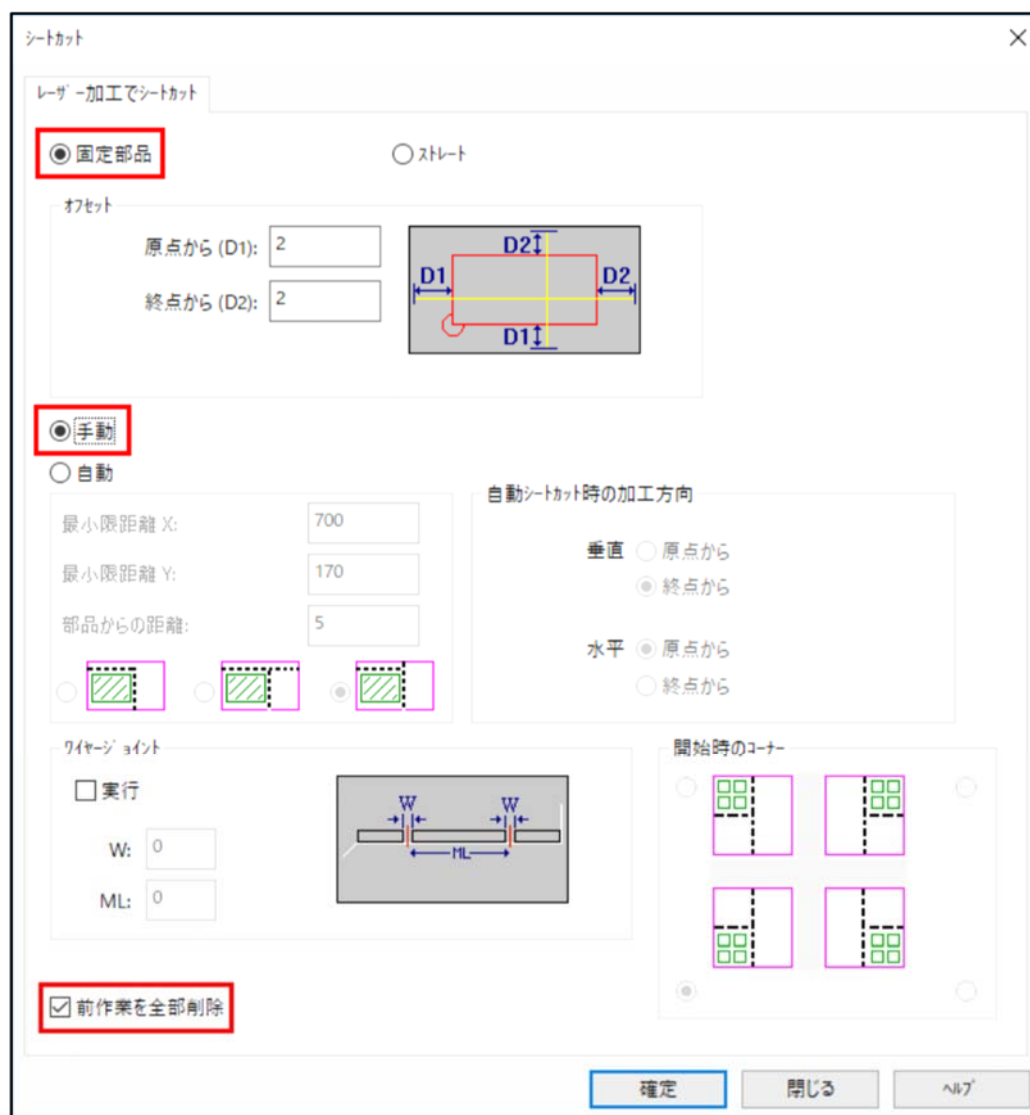 ｼｰﾄｶｯﾄ
ﾚｰｻﾞｰ加工でｼｰﾄｶｯﾄ
固定部品
ｽﾄﾚｰﾄ
ｵﾌｾｯﾄ
原点から (D1): 2
終点から (D2): 2
D2
D1 D2
D1
手動
自動
最小限距離 X: 700
最小限距離 Y: 170
部品からの距離: 5
自動ｼｰﾄｶｯﾄ時の加工方向
垂直 原点から
終点から
水平 原点から
終点から
ﾜｲﾔｰｼﾞｮｲﾝﾄ
実行
W: 0
ML: 0
W W
ML
開始時のｺｰﾅｰ
前作業を全部削除
確定 閉じる ﾍﾙﾌﾟ